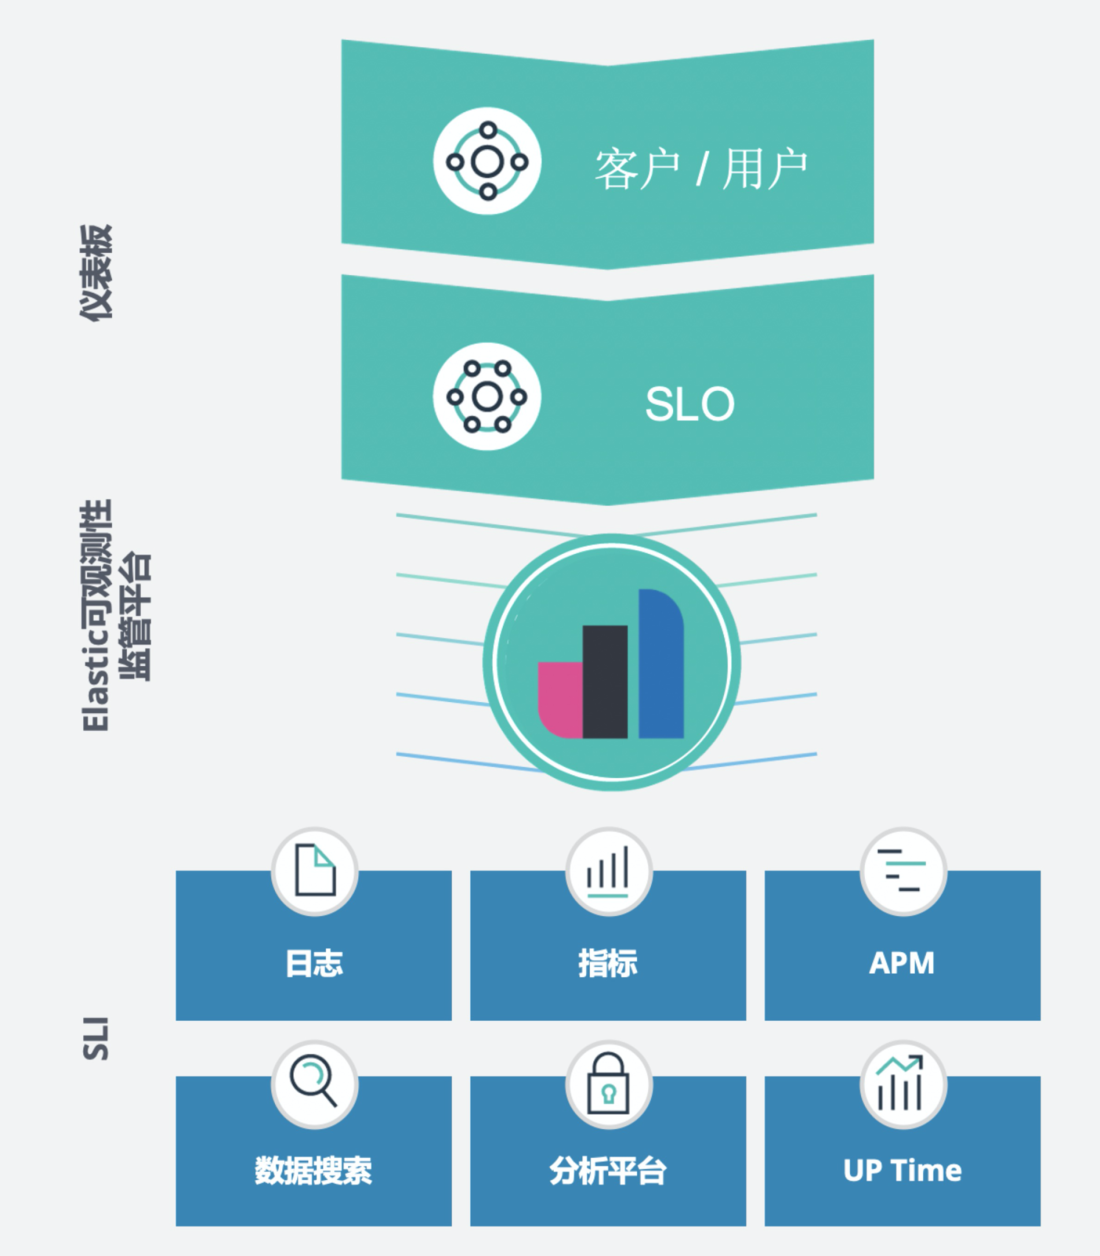 客户 / 用户
仪表板
SLO
Elastic可观测性
监管平台
日志
指标
APM
SLI
数据搜索
分析平台
UP Time